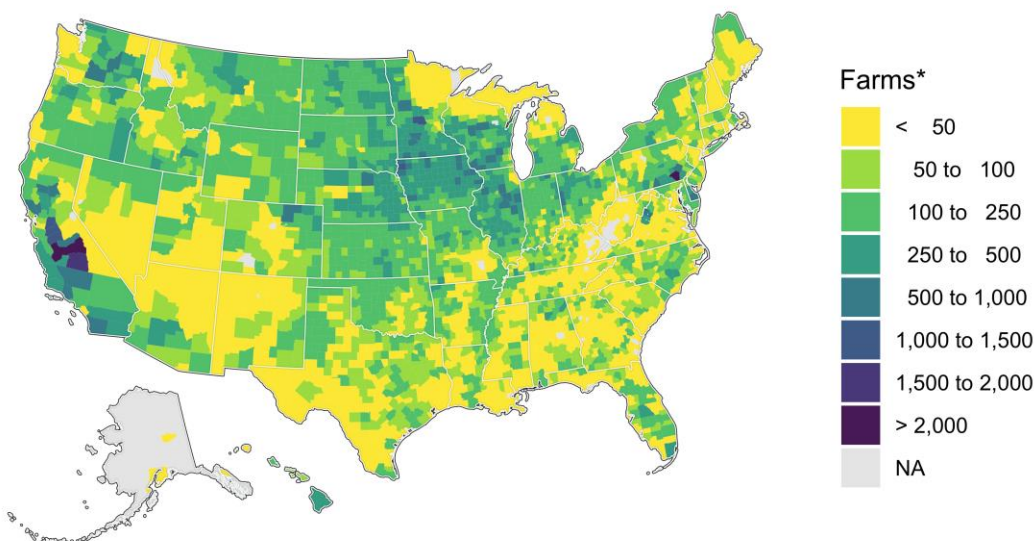 Farms*
< 50
50 to 100
100 to 250
250 to 500
500 to 1,000
1,000 to 1,500
1,500 to 2,000
> 2,000
NA